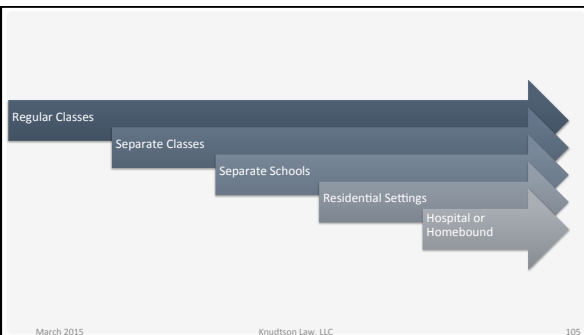 Regular Classes
Separate Classes
Separate Schools
Residential Settings
Hospital or
Homebound
March 2015 Knudtson Law, LLC 105